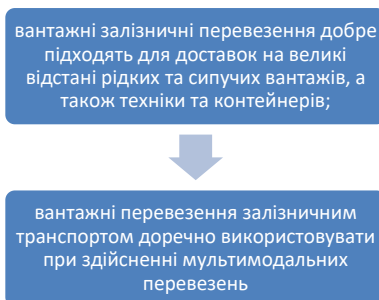 вантажні залізничні перевезення добре
підходять для доставок на великі
відстані рідких та сипучих вантажів, а
також техніки та контейнерів;
вантажні перевезення залізничним
транспортом доречно використовувати
при здійсненні мультимодальних
перевезень